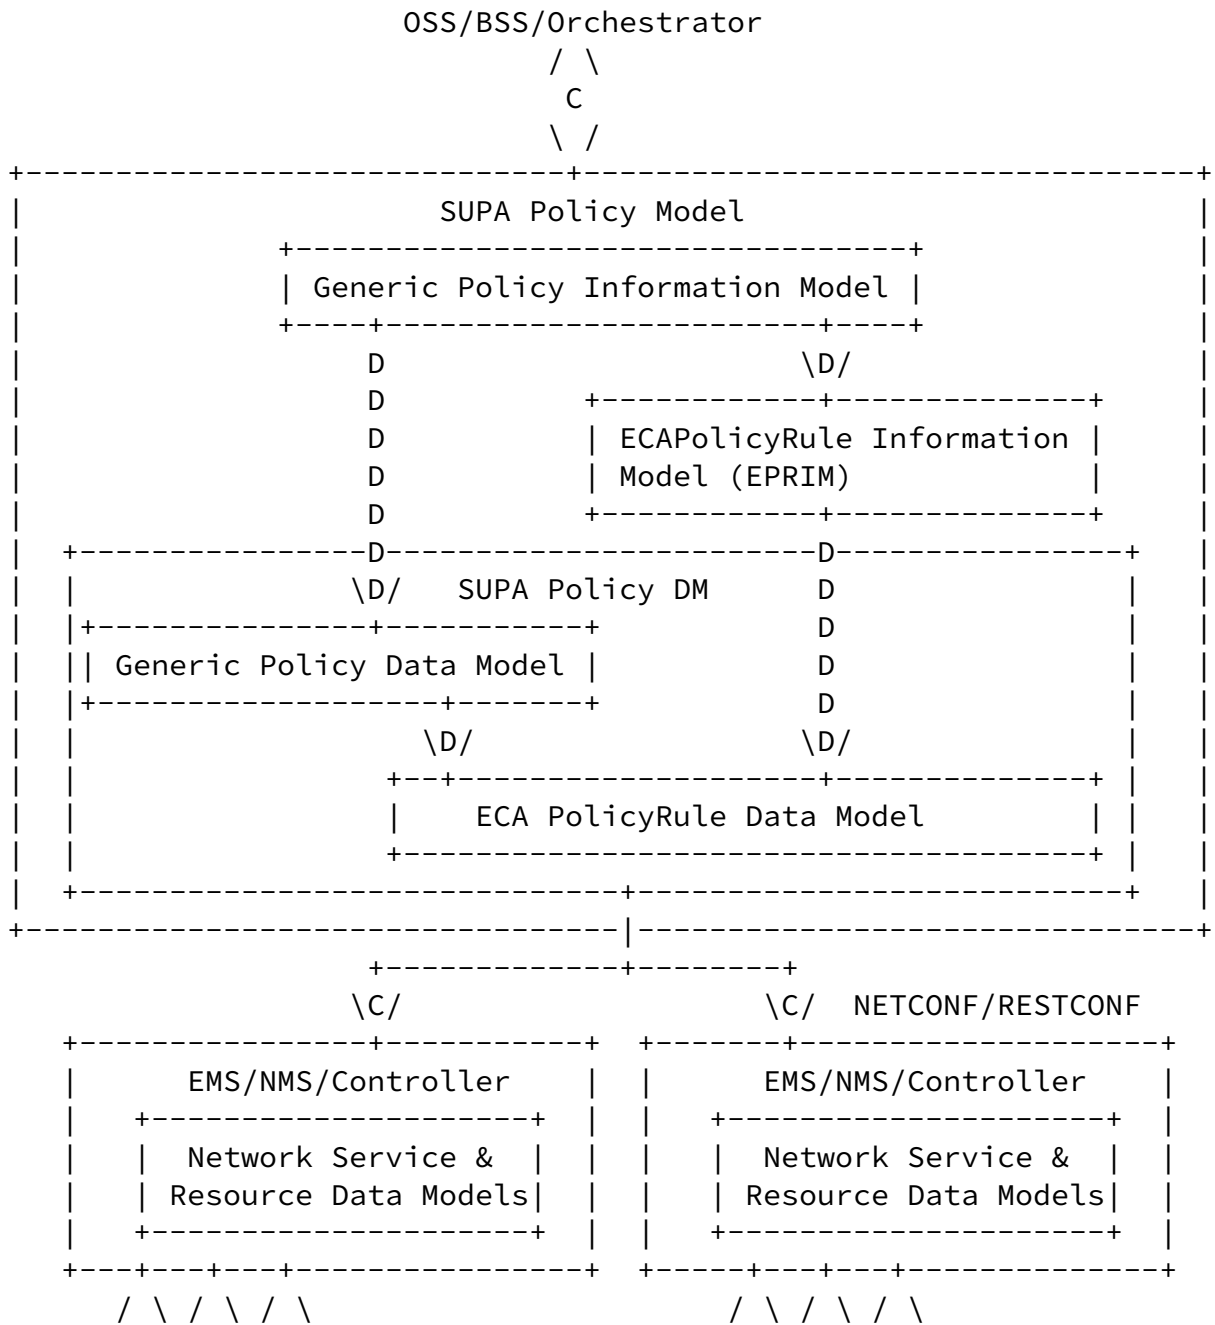 OSS/BSS/Orchestrator
/ \
C
\ /
SUPA Policy Model
Generic Policy Information Model
D \D/
D
D ECAPolicyRule Information
D Model (EPRIM)
D
D D
\D/ SUPA Policy DM D
D
Generic Policy Data Model D
D
\D/ \D/
ECA PolicyRule Data Model
\C/ \C/ NETCONF/RESTCONF
EMS/NMS/Controller EMS/NMS/Controller
Network Service & Network Service &
Resource Data Models Resource Data Models
/ \ / \ / \ / \ / \ / \